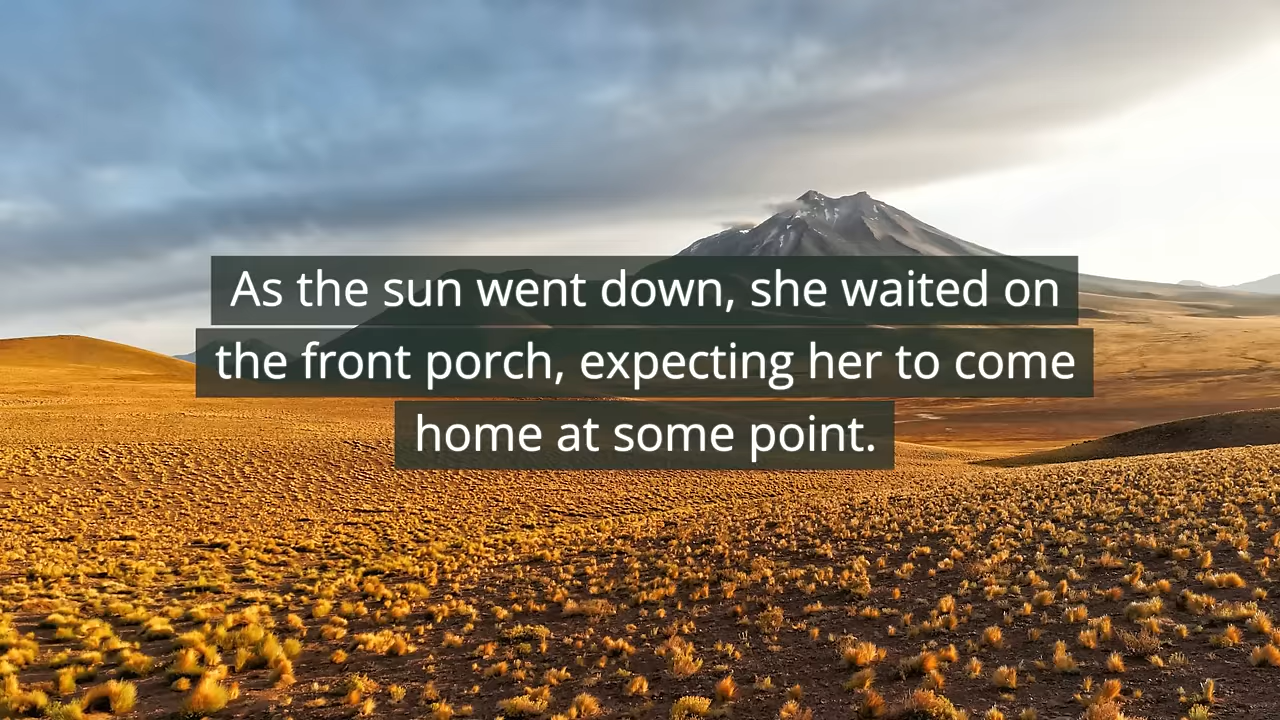 As the sun went down, she waited on
the front porch, expecting her to come
home at some point.